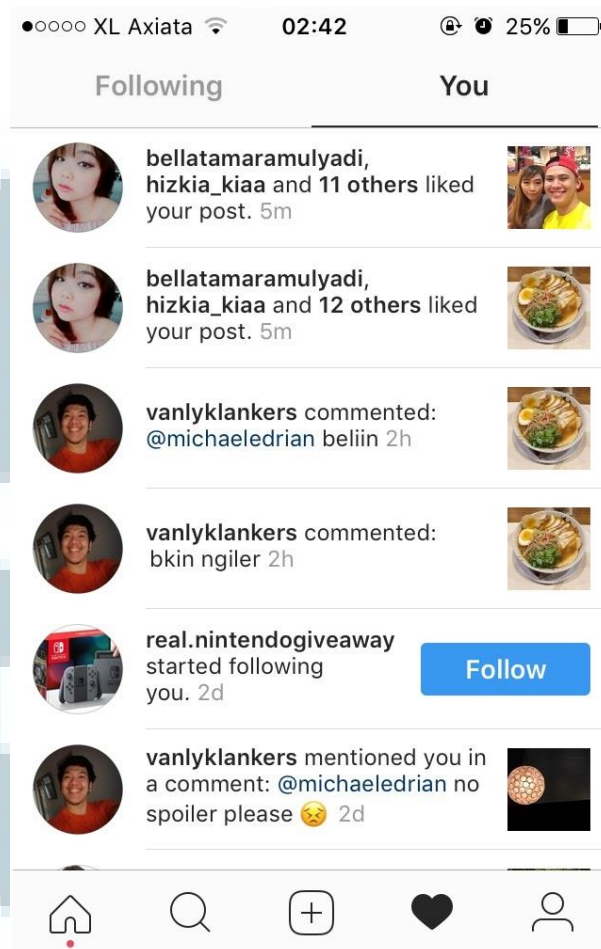 XL Axiata 02:42 25%
Following You
bellatamaramulyadi,
hizkia_kiaa and 11 others liked
your post. 5m
bellatamaramulyadi,
hizkia_kiaa and 12 others liked
your post. 5m
vanlyklankers commented:
@michaeledrian beliin 2h
vanlyklankers commented:
bkin ngiler 2h
real.nintendogiveaway
started following
you. 2d
Follow
vanlyklankers mentioned you in
a comment: @michaeledrian no
spoiler please 😣 2d